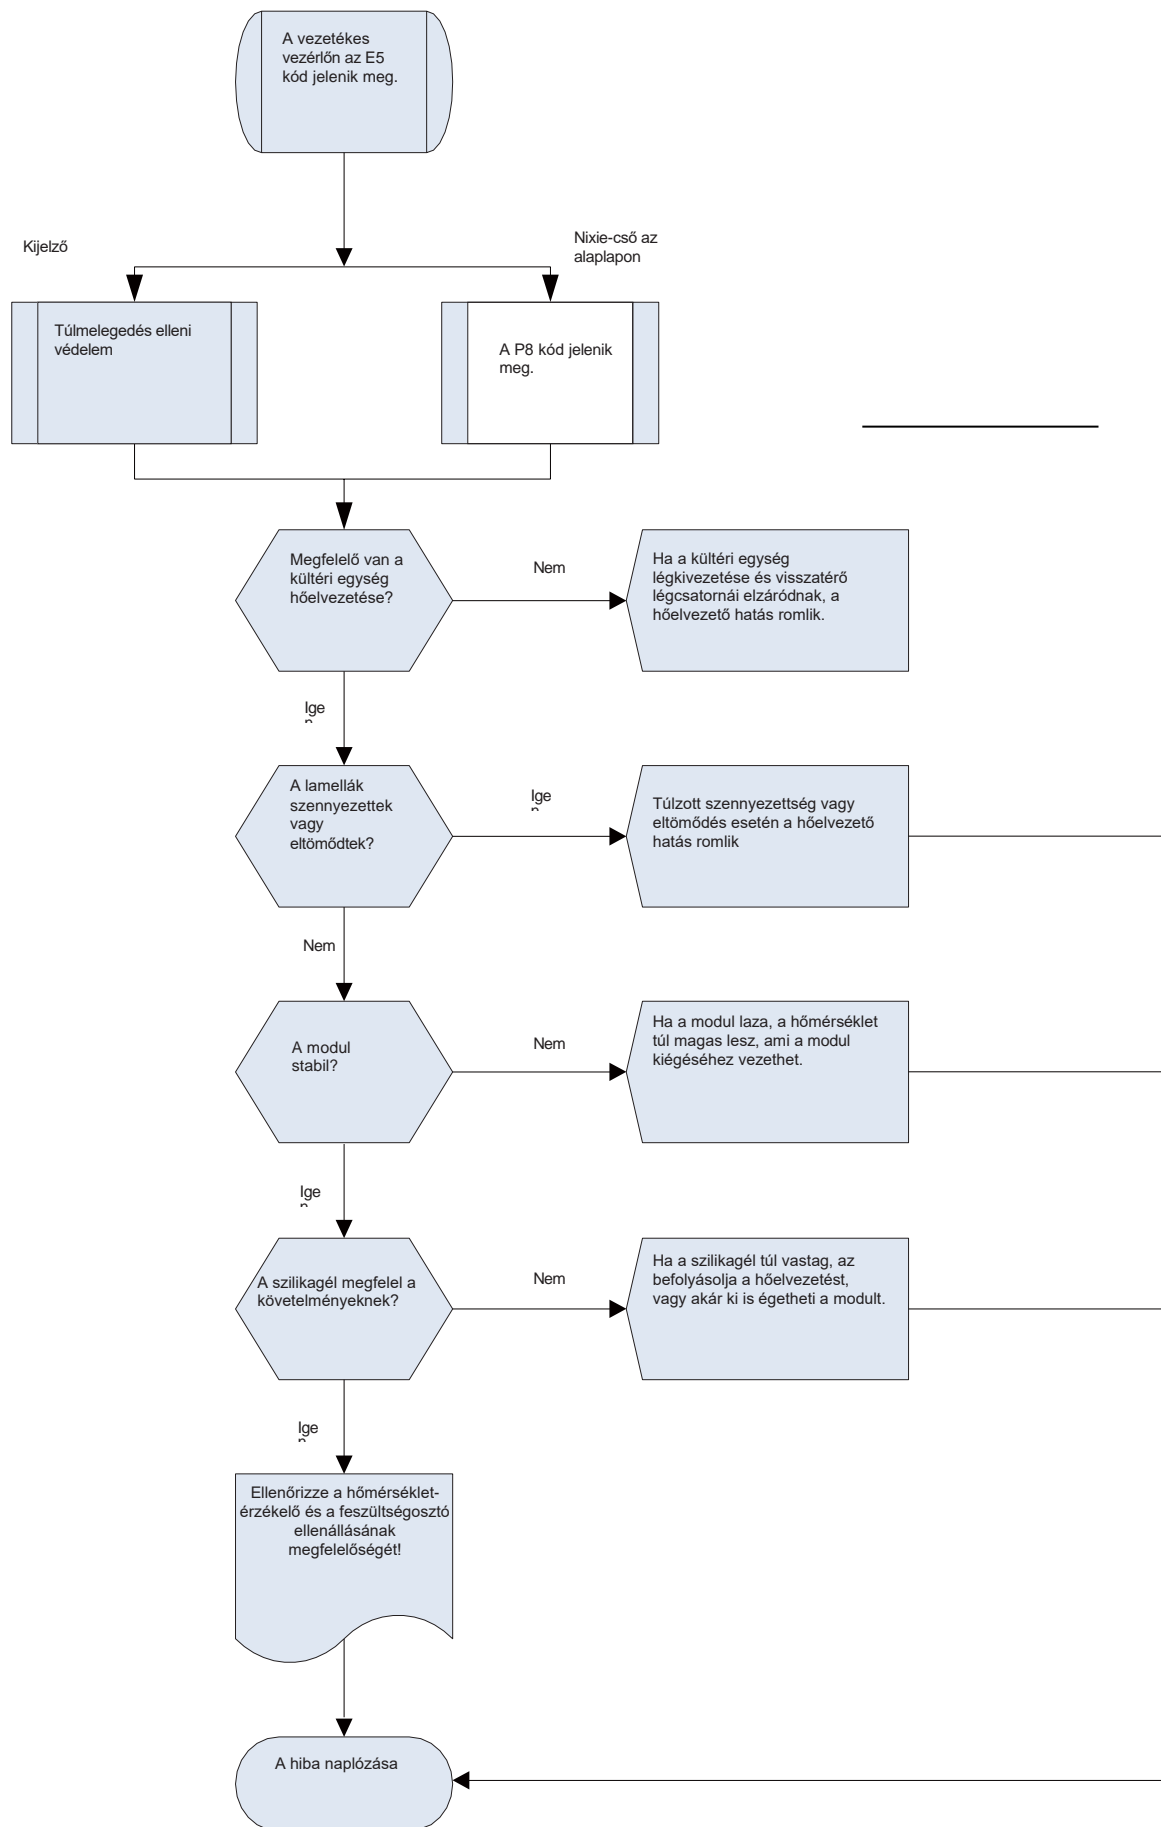 A vezetékes
vezérlőn az E5
kód jelenik meg.
Kijelző
Nixie-cső az
alaplapon
Túlmelegedés elleni
védelem
A P8 kód jelenik
meg.
Megfelelő van a
kültéri egység
hőelvezetése?
Nem
Ha a kültéri egység
légkivezetése és visszatérő
légcsatornái elzáródnak, a
hőelvezető hatás romlik.
Ige
n
A lamellák
szennyezettek
vagy
eltömődtek?
Ige
n
Túlzott szennyezettség vagy
eltömődés esetén a hőelvezető
hatás romlik
Nem
A modul
stabil?
Nem
Ha a modul laza, a hőmérséklet
túl magas lesz, ami a modul
kiégéséhez vezethet.
Ige
n
A szilikagél megfelel a
követelményeknek?
Nem
Ha a szilikagél túl vastag, az
befolyásolja a hőelvezetést,
vagy akár ki is égetheti a modult.
Ige
n
Ellenőrizze a hőmérséklet-
érzékelő és a feszültségosztó
ellenállásának
megfelelőségét!
A hiba naplózása